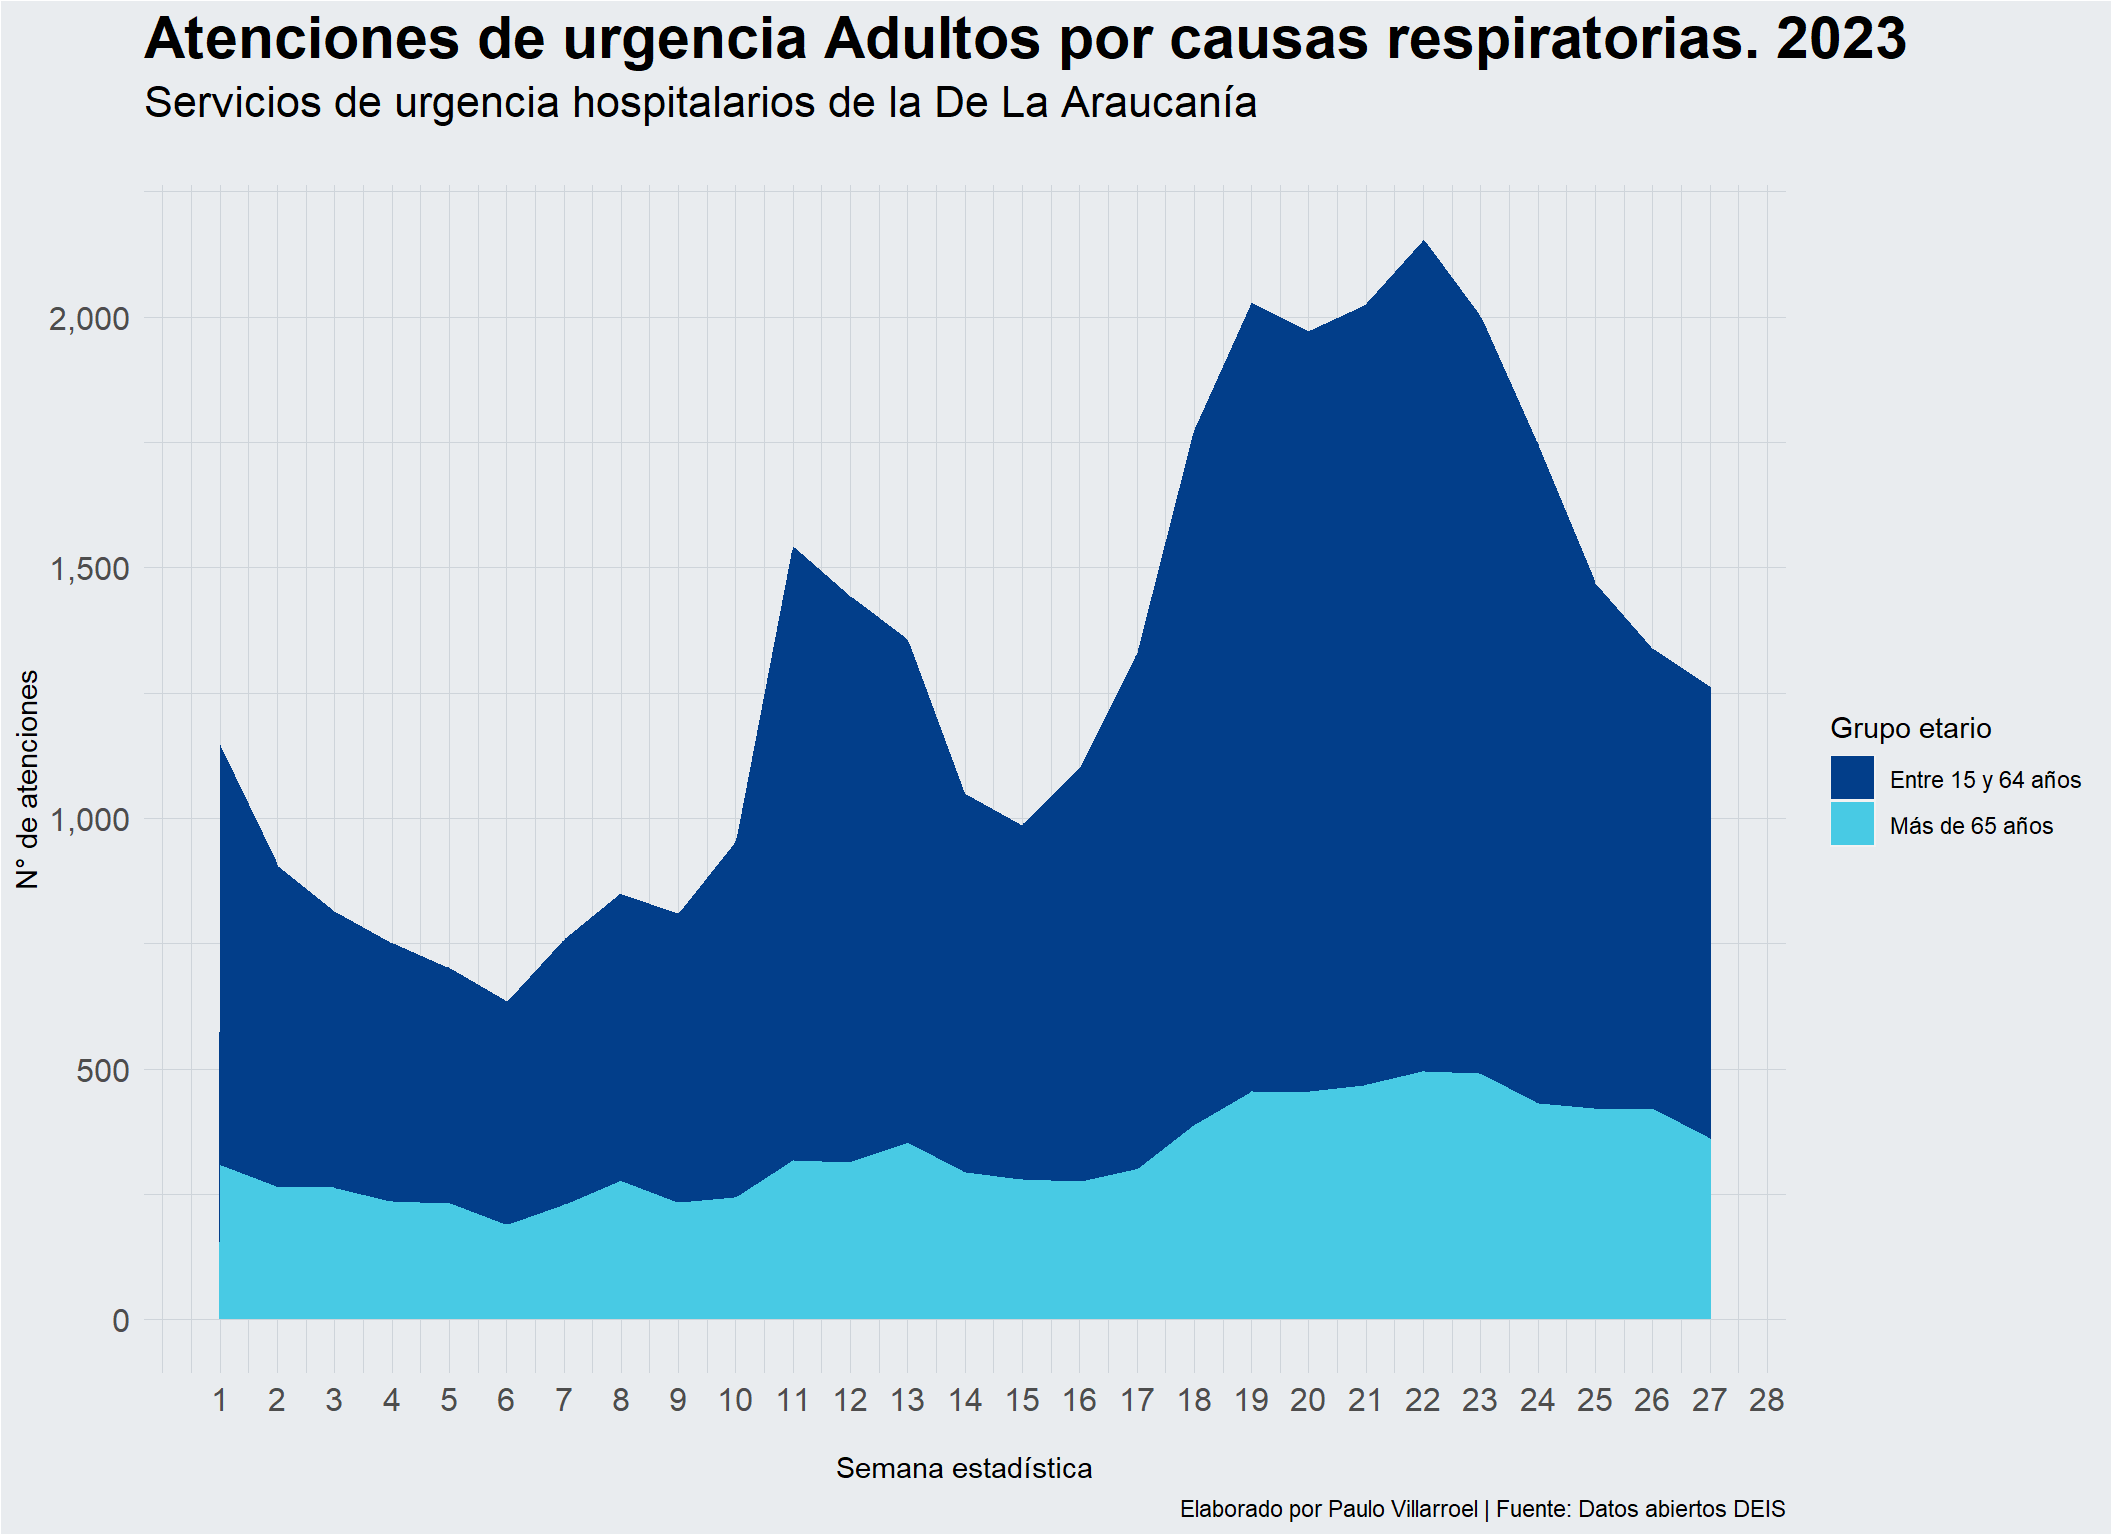 Atenciones de urgencia Adultos por causas respiratorias. 2023
Servicios de urgencia hospitalarios de la De La Araucanía
2,000
1,500
1,000
500
0
N° de atenciones
1 2 3 4 5 6 7 8 9 10 11 12 13 14 15 16 17 18 19 20 21 22 23 24 25 26 27 28
Semana estadística
Grupo etario
Entre 15 y 64 años
Más de 65 años
Elaborado por Paulo Villarroel | Fuente: Datos abiertos DEIS